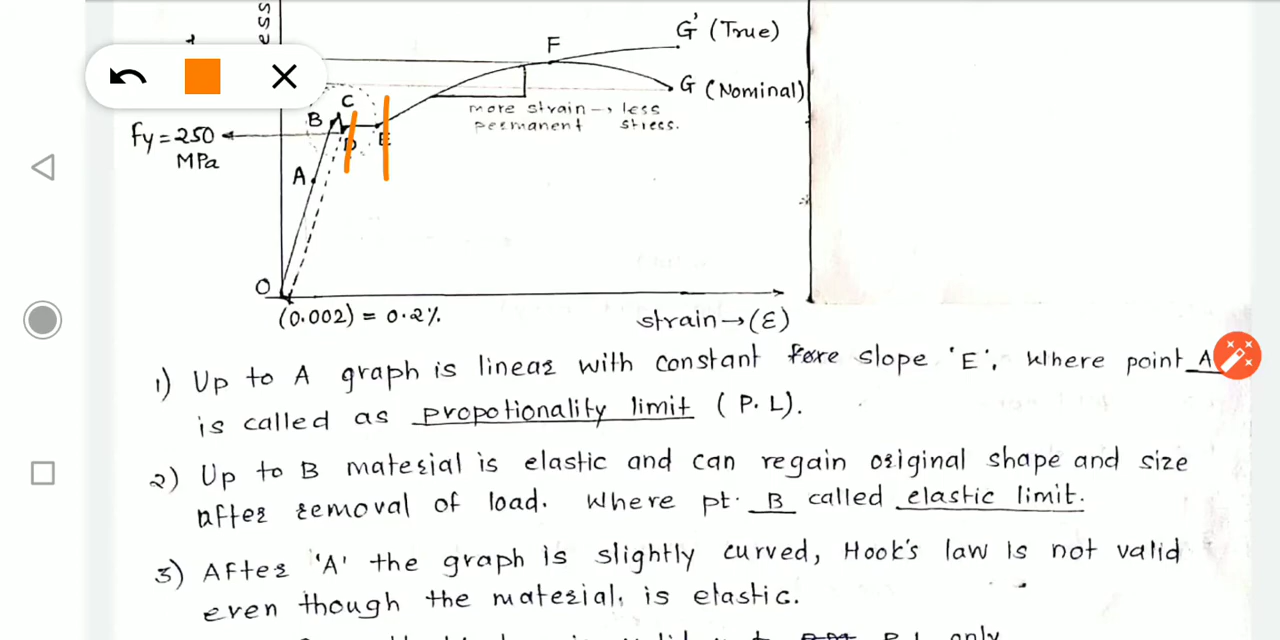 ess
G' (True)
F
G (Nominal)
C
B
more strain → less
permanent stress.
fy = 250
MPa
D
E
A
O
(0.002) = 0.2%
strain → (ε)
1) Up to A graph is linear with constant fore slope 'E', Where point A
is called as propotionality limit (P.L).
2) Up to B material is elastic and can regain original shape and size
after removal of load. Where pt. B called elastic limit.
3) After 'A' the graph is slightly curved, Hook's law is not valid
even though the material, is elastic.
P.L only